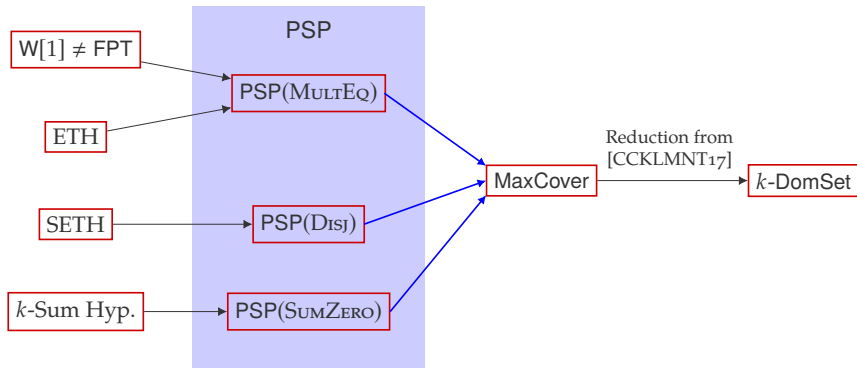 PSP
W[1] ≠ FPT
PSP(MULTEQ)
ETH
Reduction from
[CCKLMNT17]
MaxCover
k-DomSet
SETH
PSP(DISJ)
k-Sum Hyp.
PSP(SUMZERO)